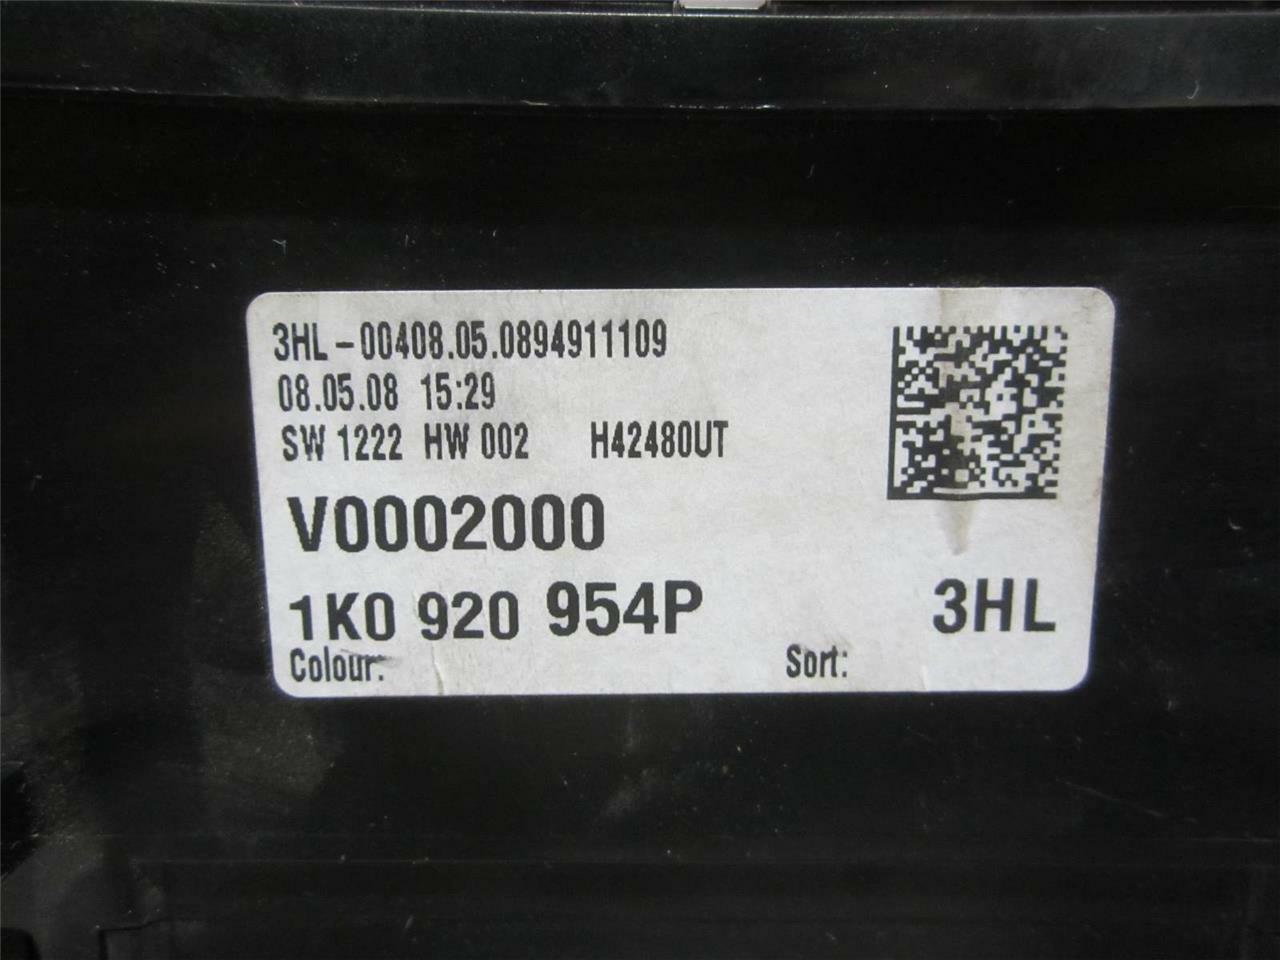 3HL-00408.05.0894911109
08.05.08 15:29
SW 1222 HW 002 H42480UT
V0002000
1K0 920 954P 3HL
Colour: Sort: